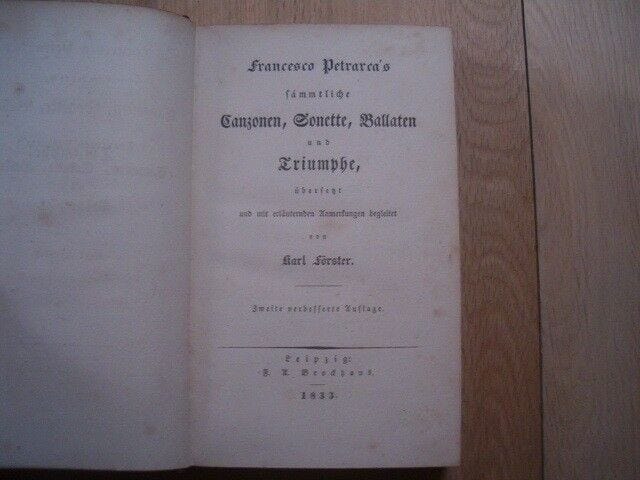 Francesco Petrarca's
sämmtliche
Canzonen, Sonette, Ballaten
und
Triumphe,
übersetzt
und mit erläuternden Anmerkungen begleitet
von
Karl Förster.
Zweite verbesserte Auflage.
Leipzig:
F. A. Brockhaus.
1833.